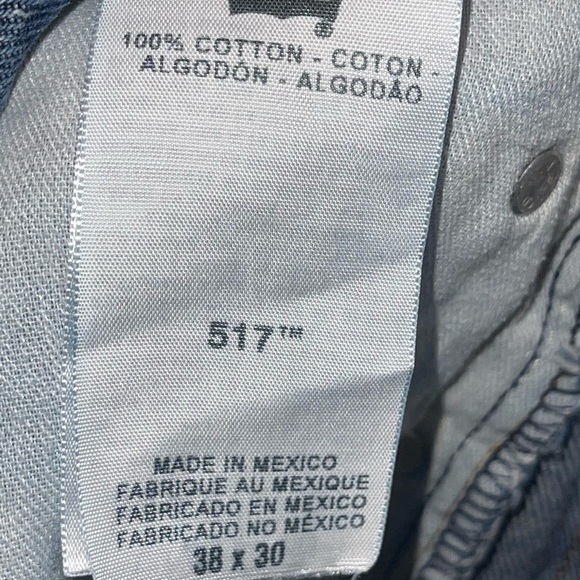 100% COTTON - COTON -
ALGODÓN - ALGODÃO
517™
MADE IN MEXICO
FABRIQUE AU MEXIQUE
FABRICADO EN MEXICO
FABRICADO NO MÉXICO
38 x 30